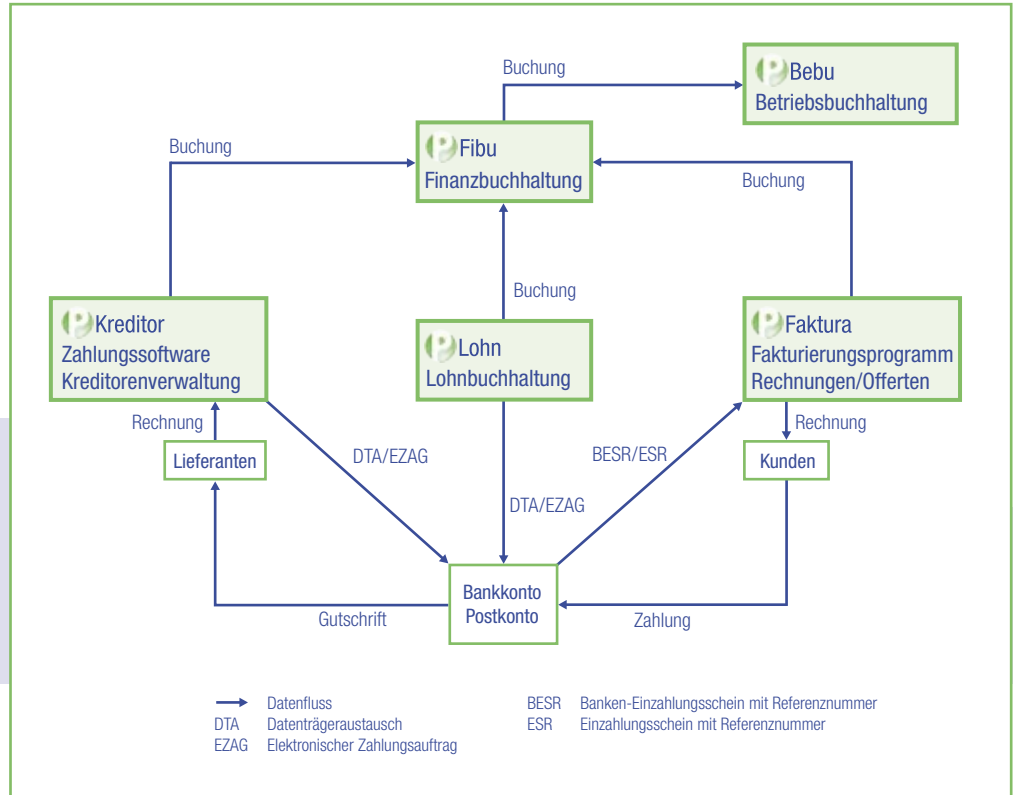 Buchung
Bebu
Betriebsbuchhaltung
Buchung
Fibu
Finanzbuchhaltung
Buchung
Buchung
Kreditor
Zahlungssoftware
Kreditorenverwaltung
Lohn
Lohnbuchhaltung
Faktura
Fakturierungsprogramm
Rechnungen/Offerten
Rechnung
Rechnung
Lieferanten
DTA/EZAG
BESR/ESR
Kunden
DTA/EZAG
Bankkonto
Postkonto
Gutschrift
Zahlung
Datenfluss
DTA Datenträgeraustausch
EZAG Elektronischer Zahlungsauftrag
BESR Banken-Einzahlungsschein mit Referenznummer
ESR Einzahlungsschein mit Referenznummer